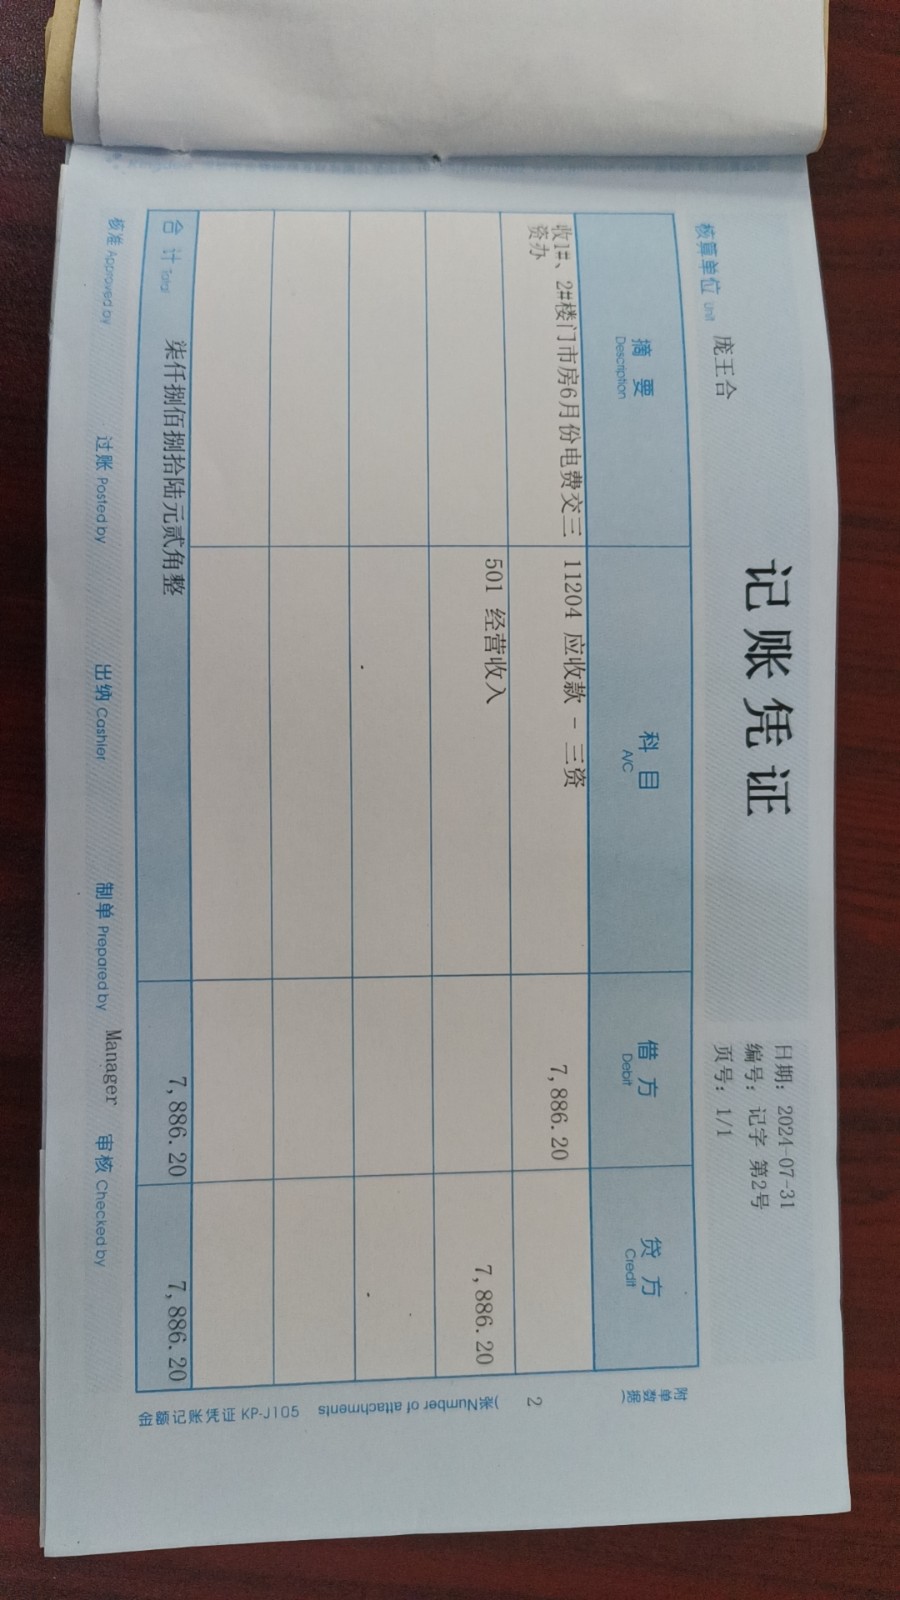 记账凭证
日期: 2024-07-31
编号: 记字 第2号
核算单位 Unit 庞王合
页号: 1/1
摘要 Description 科目 A/C 借方 Debit 贷方 Credit
收1#、2#楼门市房6月份电费交三
资办
11204 应收款 - 三资 7,886.20
501 经营收入 7,886.20
合计 Total 柒仟捌佰捌拾陆元贰角整 7,886.20 7,886.20
附单数据( 2 )张 Number of attachments
金额记账凭证 KP-J105
核准 Approved by 过账 Posted by 出纳 Cashier 制单 Prepared by Manager 审核 Checked by